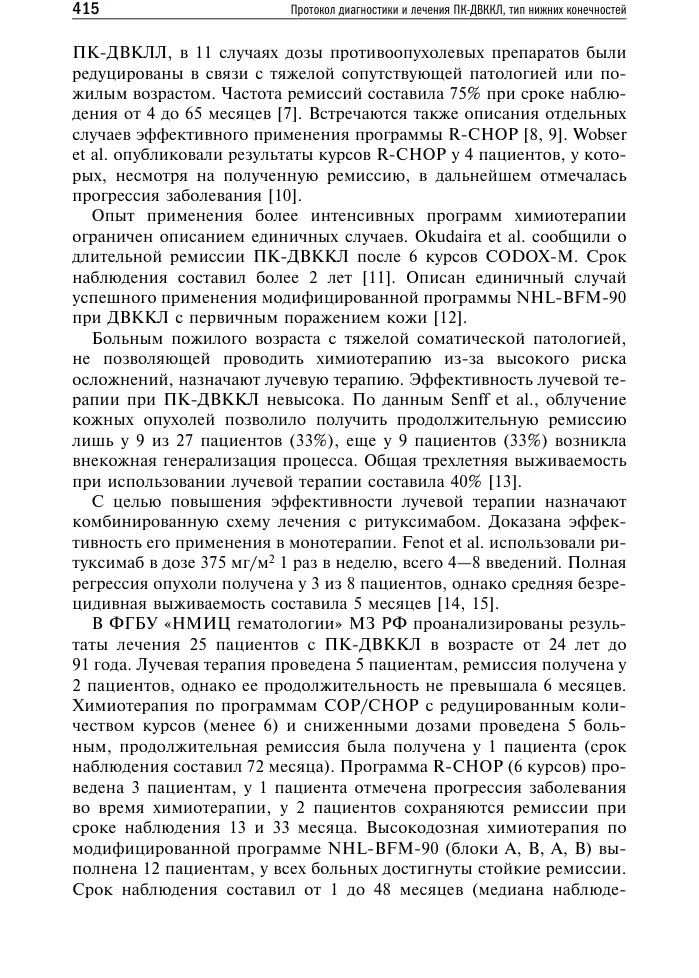 415
Протокол диагностики и лечения ПК-ДВККЛ, тип нижних конечностей
ПК-ДВКЛЛ, в 11 случаях дозы противоопухолевых препаратов были
редуцированы в связи с тяжелой сопутствующей патологией или по-
жилым возрастом. Частота ремиссий составила 75% при сроке наблю-
дения от 4 до 65 месяцев [7]. Встречаются также описания отдельных
случаев эффективного применения программы R-CHOP [8, 9]. Wobser
et al. опубликовали результаты курсов R-CHOP у 4 пациентов, у кото-
рых, несмотря на полученную ремиссию, в дальнейшем отмечалась
прогрессия заболевания [10].
Опыт применения более интенсивных программ химиотерапии
ограничен описанием единичных случаев. Okudaira et al. сообщили о
длительной ремиссии ПК-ДВККЛ после 6 курсов CODOX-M. Срок
наблюдения составил более 2 лет [11]. Описан единичный случай
успешного применения модифицированной программы NHL-BFM-90
при ДВККЛ с первичным поражением кожи [12].
Больным пожилого возраста с тяжелой соматической патологией,
не позволяющей проводить химиотерапию из-за высокого риска
осложнений, назначают лучевую терапию. Эффективность лучевой те-
рапии при ПК-ДВККЛ невысока. По данным Senff et al., облучение
кожных опухолей позволило получить продолжительную ремиссию
лишь у 9 из 27 пациентов (33%), еще у 9 пациентов (33%) возникла
внекожная генерализация процесса. Общая трехлетняя выживаемость
при использовании лучевой терапии составила 40% [13].
С целью повышения эффективности лучевой терапии назначают
комбинированную схему лечения с ритуксимабом. Доказана эффек-
тивность его применения в монотерапии. Fenot et al. использовали ри-
туксимаб в дозе 375 мг/м² 1 раз в неделю, всего 4—8 введений. Полная
регрессия опухоли получена у 3 из 8 пациентов, однако средняя безре-
цидивная выживаемость составила 5 месяцев [14, 15].
В ФГБУ «НМИЦ гематологии» МЗ РФ проанализированы резуль-
таты лечения 25 пациентов с ПК-ДВККЛ в возрасте от 24 лет до
91 года. Лучевая терапия проведена 5 пациентам, ремиссия получена у
2 пациентов, однако ее продолжительность не превышала 6 месяцев.
Химиотерапия по программам COP/CHOP с редуцированным коли-
чеством курсов (менее 6) и сниженными дозами проведена 5 боль-
ным, продолжительная ремиссия была получена у 1 пациента (срок
наблюдения составил 72 месяца). Программа R-CHOP (6 курсов) про-
ведена 3 пациентам, у 1 пациента отмечена прогрессия заболевания
во время химиотерапии, у 2 пациентов сохраняются ремиссии при
сроке наблюдения 13 и 33 месяца. Высокодозная химиотерапия по
модифицированной программе NHL-BFM-90 (блоки А, В, А, В) вы-
полнена 12 пациентам, у всех больных достигнуты стойкие ремиссии.
Срок наблюдения составил от 1 до 48 месяцев (медиана наблюде-